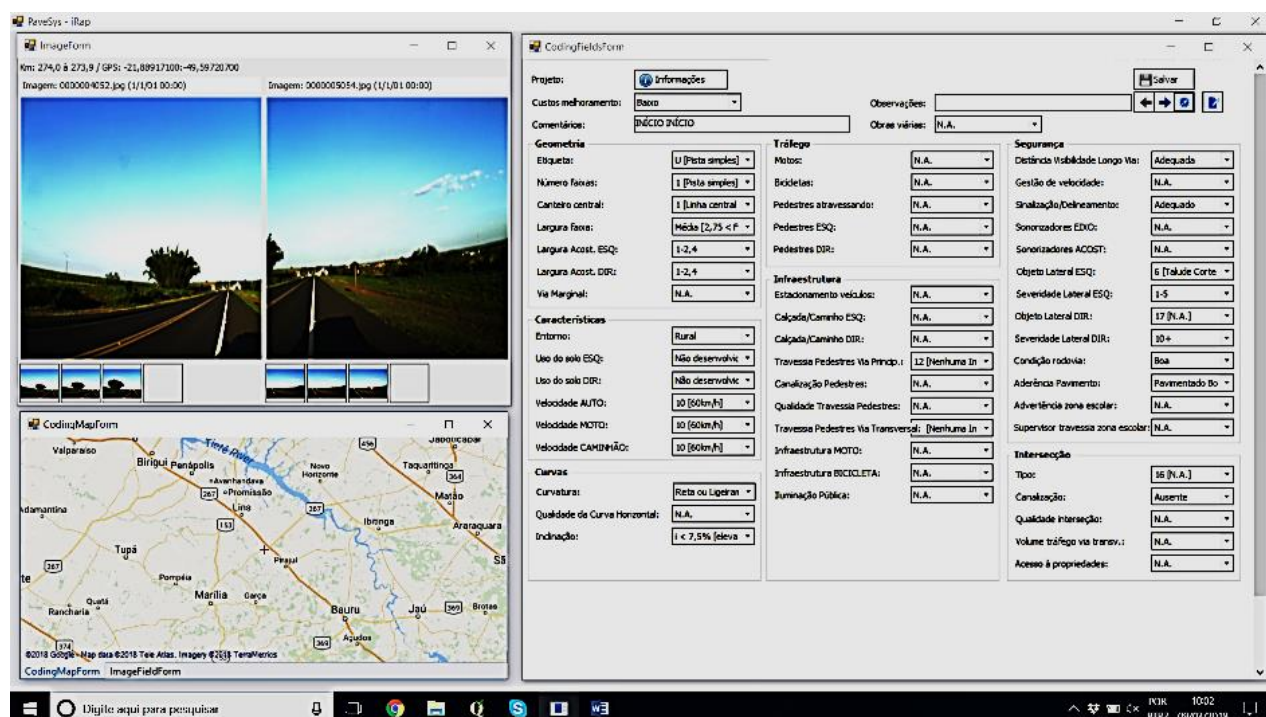 PaveSys - iRap
ImageForm
Km: 274,0 à 273,9 / GPS: -21,88917100:-49,59720700
Imagem: 0000004052.jpg (1/1/01 00:00)
Imagem: 0000005054.jpg (1/1/01 00:00)
CodingMapForm
Valparaíso
Birigui
Penápolis
Tietê River
Avanhandava
Promissão
Novo Horizonte
Jaboticabal
Taquaritinga
456
364
267
Matão
Adamantina
Lins
153
267
Ibitinga
Araraquara
Tupã
Pirajuí
267
Pompéia
Quatá
Rancharia
Marília
Garça
Bauru
Jaú
369
Brotas
374
369
Agudos
©2018 Google - Map data ©2018 Tele Atlas, Imagery ©2018 TerraMetrics
CodingMapForm
ImageFieldForm
CodingFieldsForm
Projeto:
Informações
Salvar
Custos melhoramento: Baixo
Observações:
Comentários: INÍCIO INÍCIO
Obras viárias: N.A.
Geometria
Etiqueta: U [Pista simples]
Número faixas: 1 [Pista simples]
Canteiro central: 1 [Linha central
Largura faixa: Média [2,75 < f
Largura Acost. ESQ: 1-2,4
Largura Acost. DIR: 1-2,4
Via Marginal: N.A.
Características
Entorno: Rural
Uso do solo ESQ: Não desenvolvic
Uso do solo DIR: Não desenvolvic
Velocidade AUTO: 10 [60km/h]
Velocidade MOTO: 10 [60km/h]
Velocidade CAMINHÃO: 10 [60km/h]
Curvas
Curvatura: Reta ou Ligeiran
Qualidade da Curva Horizontal: N.A.
Inclinação: i < 7,5% [eleva
Tráfego
Motos: N.A.
Bicicletas: N.A.
Pedestres atravessando: N.A.
Pedestres ESQ: N.A.
Pedestres DIR: N.A.
Infraestrutura
Estacionamento veículos: N.A.
Calçada/Caminho ESQ: N.A.
Calçada/Caminho DIR: N.A.
Travessia Pedestres Via Princip.: 12 [Nenhuma In
Canalização Pedestres: N.A.
Qualidade Travessia Pedestres: N.A.
Travessia Pedestres Via Transversal: [Nenhuma In
Infraestrutura MOTO: N.A.
Infraestrutura BICICLETA: N.A.
Iluminação Pública: N.A.
Segurança
Distância Visibilidade Longo Via: Adequada
Gestão de velocidade: N.A.
Sinalização/Delineamento: Adequado
Sonorizadores EIXO: N.A.
Sonorizadores ACOST: N.A.
Objeto Lateral ESQ: 6 [Talude Corte
Severidade Lateral ESQ: 1-5
Objeto Lateral DIR: 17 [N.A.]
Severidade Lateral DIR: 10+
Condição rodovia: Boa
Aderência Pavimento: Pavimentado Bo
Advertência zona escolar: N.A.
Supervisor travessia zona escolar: N.A.
Intersecção
Tipo: 16 [N.A.]
Canalização: Ausente
Qualidade interseção: N.A.
Volume tráfego via transv.: N.A.
Acesso à propriedades: N.A.
Digite aqui para pesquisar
POR
10:02